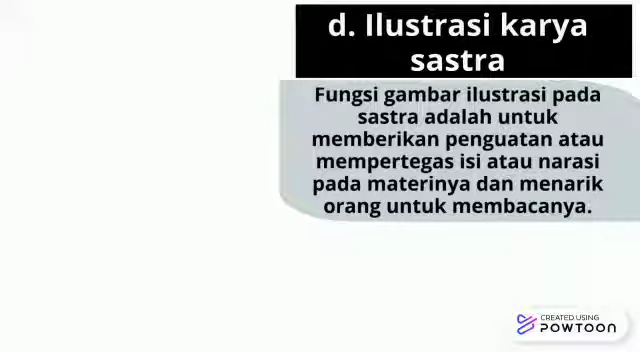 d. Ilustrasi karya
sastra
Fungsi gambar ilustrasi pada
sastra adalah untuk
memberikan penguatan atau
mempertegas isi atau narasi
pada materinya dan menarik
orang untuk membacanya.
CREATED USING
POWTOON